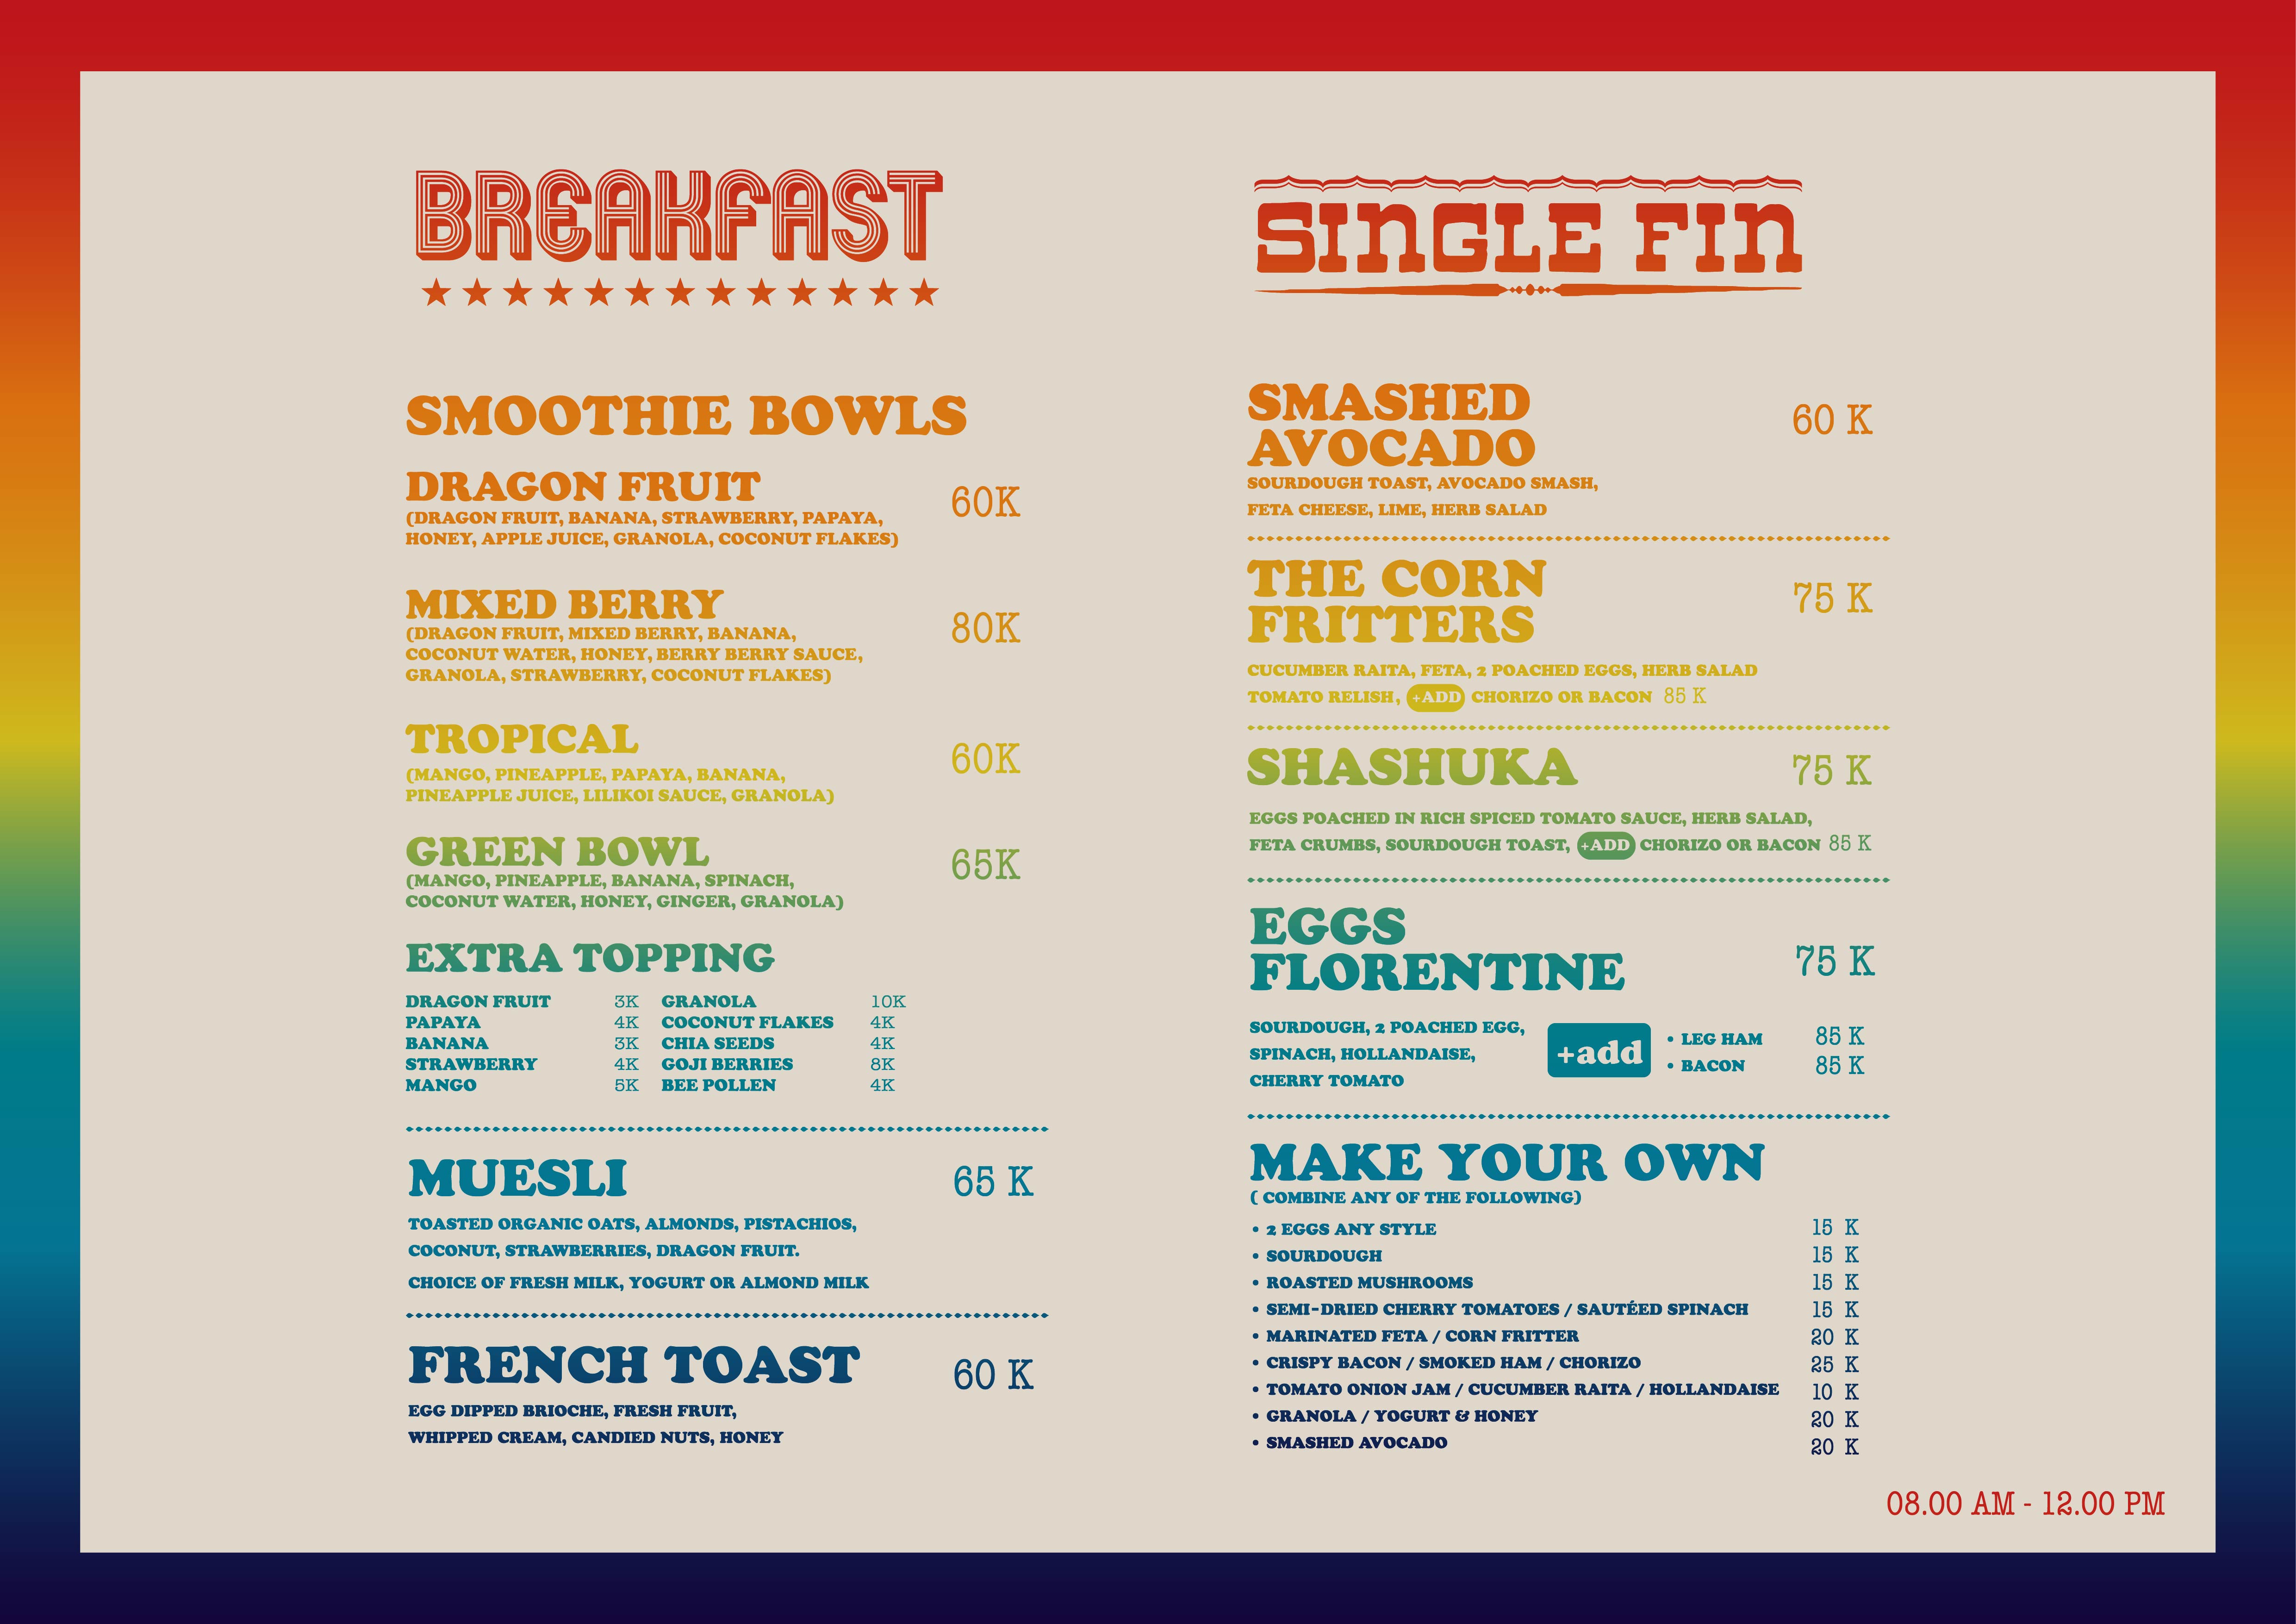 BREAKFAST
SMOOTHIE BOWLS
DRAGON FRUIT 60K
(DRAGON FRUIT, BANANA, STRAWBERRY, PAPAYA,
HONEY, APPLE JUICE, GRANOLA, COCONUT FLAKES)
MIXED BERRY 80K
(DRAGON FRUIT, MIXED BERRY, BANANA,
COCONUT WATER, HONEY, BERRY BERRY SAUCE,
GRANOLA, STRAWBERRY, COCONUT FLAKES)
TROPICAL 60K
(MANGO, PINEAPPLE, PAPAYA, BANANA,
PINEAPPLE JUICE, LILIKOI SAUCE, GRANOLA)
GREEN BOWL 65K
(MANGO, PINEAPPLE, BANANA, SPINACH,
COCONUT WATER, HONEY, GINGER, GRANOLA)
EXTRA TOPPING
DRAGON FRUIT 3K GRANOLA 10K
PAPAYA 4K COCONUT FLAKES 4K
BANANA 3K CHIA SEEDS 4K
STRAWBERRY 4K GOJI BERRIES 8K
MANGO 5K BEE POLLEN 4K
MUESLI 65 K
TOASTED ORGANIC OATS, ALMONDS, PISTACHIOS,
COCONUT, STRAWBERRIES, DRAGON FRUIT.
CHOICE OF FRESH MILK, YOGURT OR ALMOND MILK
FRENCH TOAST 60 K
EGG DIPPED BRIOCHE, FRESH FRUIT,
WHIPPED CREAM, CANDIED NUTS, HONEY
SINGLE FIN
SMASHED
AVOCADO 60 K
SOURDOUGH TOAST, AVOCADO SMASH,
FETA CHEESE, LIME, HERB SALAD
THE CORN
FRITTERS 75 K
CUCUMBER RAITA, FETA, 2 POACHED EGGS, HERB SALAD
TOMATO RELISH, +ADD CHORIZO OR BACON 85 K
SHASHUKA 75 K
EGGS POACHED IN RICH SPICED TOMATO SAUCE, HERB SALAD,
FETA CRUMBS, SOURDOUGH TOAST, +ADD CHORIZO OR BACON 85 K
EGGS
FLORENTINE 75 K
SOURDOUGH, 2 POACHED EGG,
SPINACH, HOLLANDAISE,
CHERRY TOMATO
+add
• LEG HAM 85 K
• BACON 85 K
MAKE YOUR OWN
( COMBINE ANY OF THE FOLLOWING)
• 2 EGGS ANY STYLE 15 K
• SOURDOUGH 15 K
• ROASTED MUSHROOMS 15 K
• SEMI-DRIED CHERRY TOMATOES / SAUTÉED SPINACH 15 K
• MARINATED FETA / CORN FRITTER 20 K
• CRISPY BACON / SMOKED HAM / CHORIZO 25 K
• TOMATO ONION JAM / CUCUMBER RAITA / HOLLANDAISE 10 K
• GRANOLA / YOGURT & HONEY 20 K
• SMASHED AVOCADO 20 K
08.00 AM - 12.00 PM